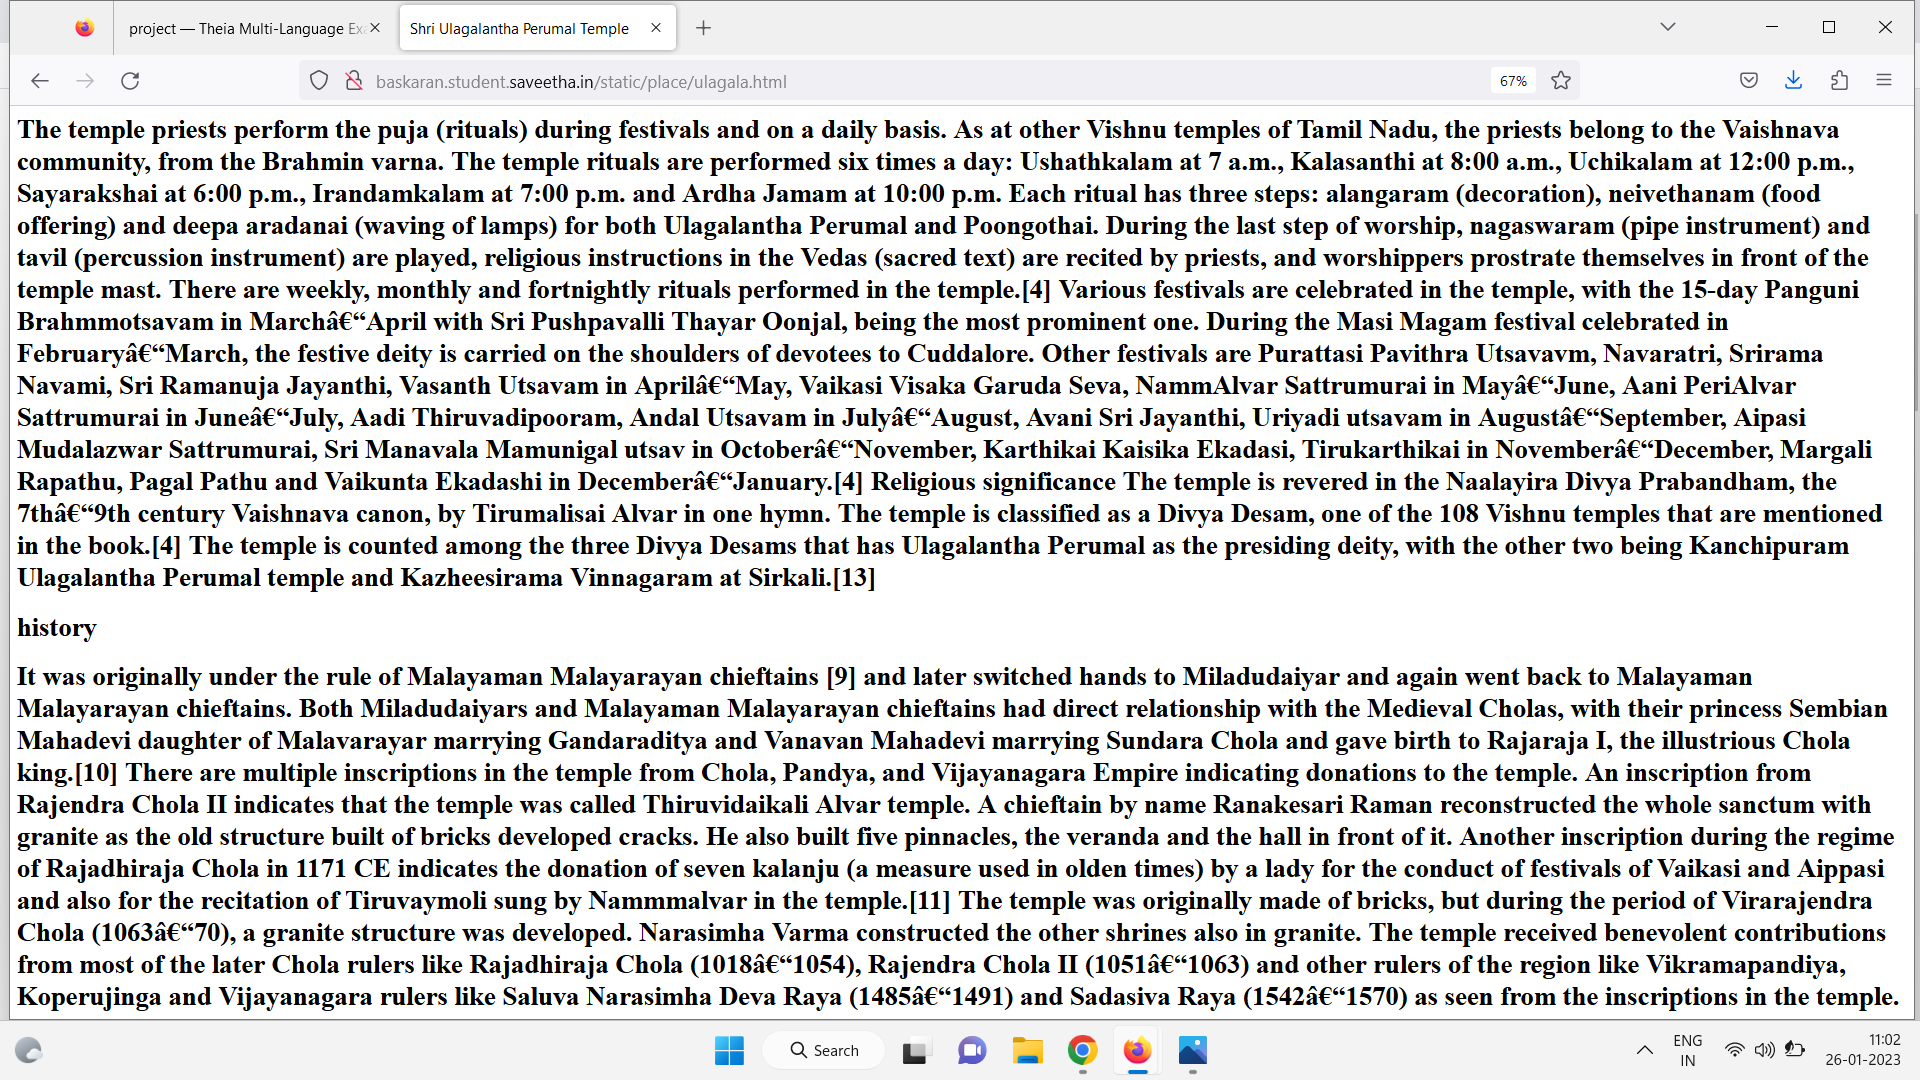 project — Theia Multi-Language Exa
Shri Ulagalantha Perumal Temple
baskaran.student.saveetha.in/static/place/ulagala.html
67%
The temple priests perform the puja (rituals) during festivals and on a daily basis. As at other Vishnu temples of Tamil Nadu, the priests belong to the Vaishnava
community, from the Brahmin varna. The temple rituals are performed six times a day: Ushathkalam at 7 a.m., Kalasanthi at 8:00 a.m., Uchikalam at 12:00 p.m.,
Sayarakshai at 6:00 p.m., Irandamkalam at 7:00 p.m. and Ardha Jamam at 10:00 p.m. Each ritual has three steps: alangaram (decoration), neivethanam (food
offering) and deepa aradanai (waving of lamps) for both Ulagalantha Perumal and Poongothai. During the last step of worship, nagaswaram (pipe instrument) and
tavil (percussion instrument) are played, religious instructions in the Vedas (sacred text) are recited by priests, and worshippers prostrate themselves in front of the
temple mast. There are weekly, monthly and fortnightly rituals performed in the temple.[4] Various festivals are celebrated in the temple, with the 15-day Panguni
Brahmmotsavam in Marchâ€“April with Sri Pushpavalli Thayar Oonjal, being the most prominent one. During the Masi Magam festival celebrated in
Februaryâ€“March, the festive deity is carried on the shoulders of devotees to Cuddalore. Other festivals are Purattasi Pavithra Utsavavm, Navaratri, Srirama
Navami, Sri Ramanuja Jayanthi, Vasanth Utsavam in Aprilâ€“May, Vaikasi Visaka Garuda Seva, NammAlvar Sattrumurai in Mayâ€“June, Aani PeriAlvar
Sattrumurai in Juneâ€“July, Aadi Thiruvadipooram, Andal Utsavam in Julyâ€“August, Avani Sri Jayanthi, Uriyadi utsavam in Augustâ€“September, Aipasi
Mudalazwar Sattrumurai, Sri Manavala Mamunigal utsav in Octoberâ€“November, Karthikai Kaisika Ekadasi, Tirukarthikai in Novemberâ€“December, Margali
Rapathu, Pagal Pathu and Vaikunta Ekadashi in Decemberâ€“January.[4] Religious significance The temple is revered in the Naalayira Divya Prabandham, the
7thâ€“9th century Vaishnava canon, by Tirumalisai Alvar in one hymn. The temple is classified as a Divya Desam, one of the 108 Vishnu temples that are mentioned
in the book.[4] The temple is counted among the three Divya Desams that has Ulagalantha Perumal as the presiding deity, with the other two being Kanchipuram
Ulagalantha Perumal temple and Kazheesirama Vinnagaram at Sirkali.[13]
history
It was originally under the rule of Malayaman Malayarayan chieftains [9] and later switched hands to Miladudaiyar and again went back to Malayaman
Malayarayan chieftains. Both Miladudaiyars and Malayaman Malayarayan chieftains had direct relationship with the Medieval Cholas, with their princess Sembian
Mahadevi daughter of Malavarayar marrying Gandaraditya and Vanavan Mahadevi marrying Sundara Chola and gave birth to Rajaraja I, the illustrious Chola
king.[10] There are multiple inscriptions in the temple from Chola, Pandya, and Vijayanagara Empire indicating donations to the temple. An inscription from
Rajendra Chola II indicates that the temple was called Thiruvidaikali Alvar temple. A chieftain by name Ranakesari Raman reconstructed the whole sanctum with
granite as the old structure built of bricks developed cracks. He also built five pinnacles, the veranda and the hall in front of it. Another inscription during the regime
of Rajadhiraja Chola in 1171 CE indicates the donation of seven kalanju (a measure used in olden times) by a lady for the conduct of festivals of Vaikasi and Aippasi
and also for the recitation of Tiruvaymoli sung by Nammmalvar in the temple.[11] The temple was originally made of bricks, but during the period of Virarajendra
Chola (1063â€“70), a granite structure was developed. Narasimha Varma constructed the other shrines also in granite. The temple received benevolent contributions
from most of the later Chola rulers like Rajadhiraja Chola (1018â€“1054), Rajendra Chola II (1051â€“1063) and other rulers of the region like Vikramapandiya,
Koperujinga and Vijayanagara rulers like Saluva Narasimha Deva Raya (1485â€“1491) and Sadasiva Raya (1542â€“1570) as seen from the inscriptions in the temple.
Search
ENG
IN
11:02
26-01-2023